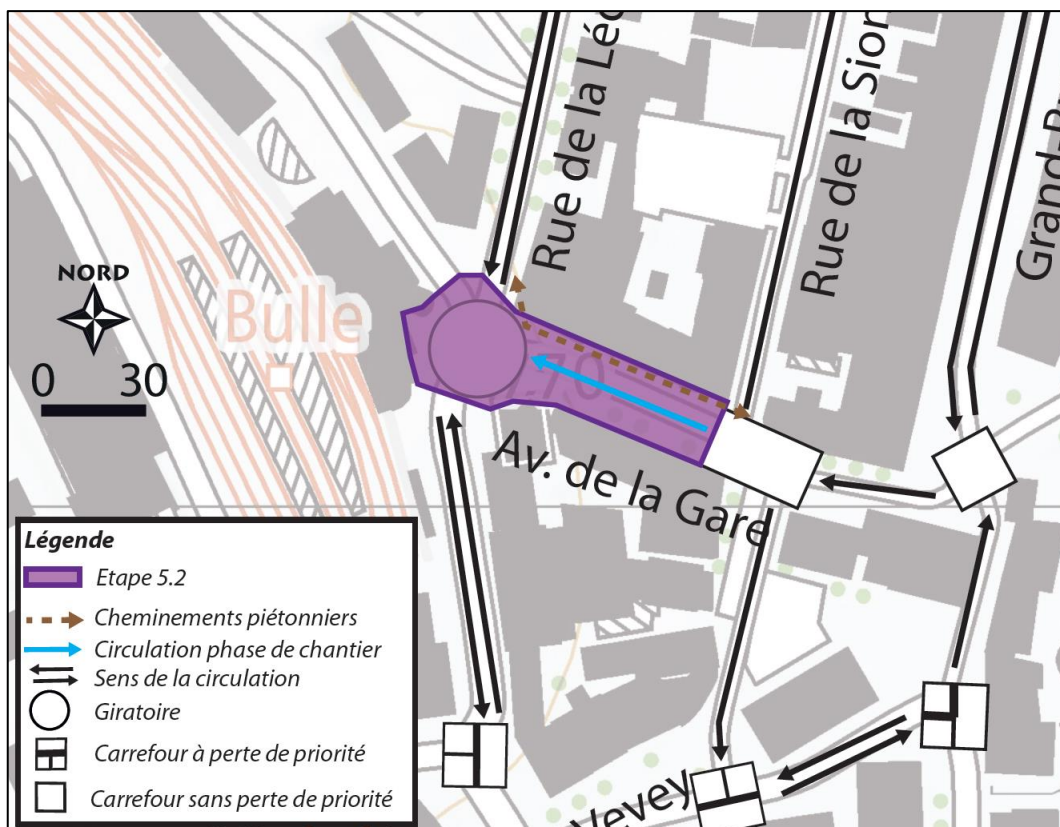 Rue de la Léc
Rue de la Sion
Grand-R
NORD
0 30
Bulle
70
Av. de la Gare
Vevey
Légende
Etape 5.2
Cheminements piétonniers
Circulation phase de chantier
Sens de la circulation
Giratoire
Carrefour à perte de priorité
Carrefour sans perte de priorité